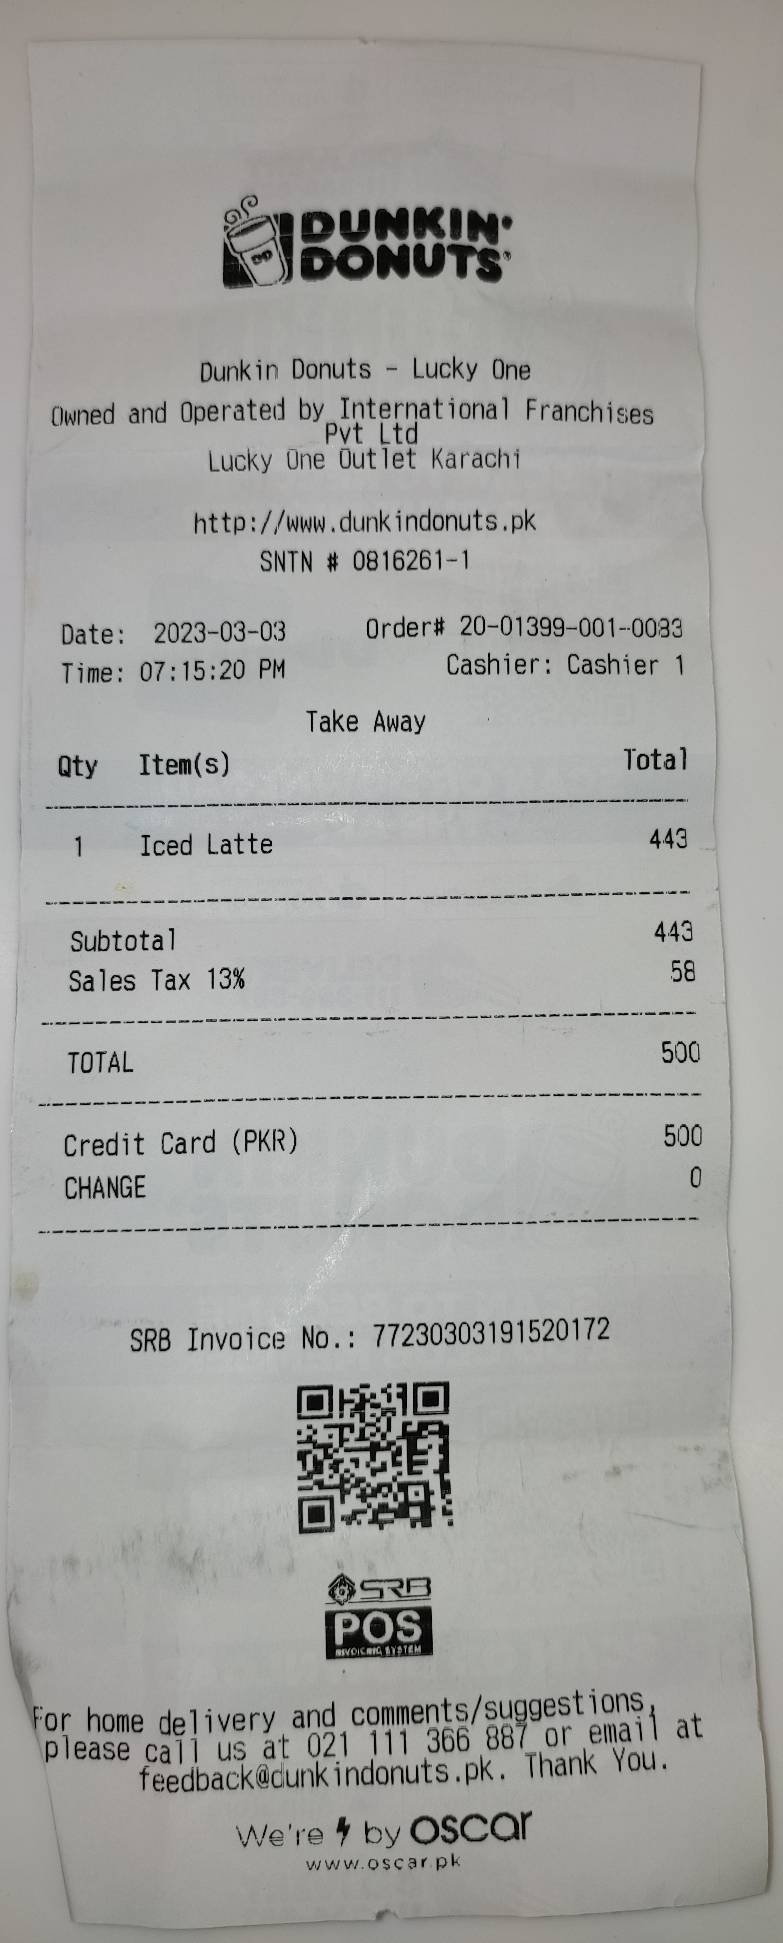 DUNKIN'
DONUTS
Dunkin Donuts - Lucky One
Owned and Operated by International Franchises
Pvt Ltd
Lucky One Outlet Karachi
http://www.dunkindonuts.pk
SNTN # 0816261-1
Date: 2023-03-03 Order# 20-01399-001-0083
Time: 07:15:20 PM Cashier: Cashier 1
Take Away
Qty Item(s) Total
1 Iced Latte 443
Subtotal 443
Sales Tax 13% 58
TOTAL 500
Credit Card (PKR) 500
CHANGE 0
SRB Invoice No.: 77230303191520172
SRB
POS
INVOICING SYSTEM
For home delivery and comments/suggestions,
please call us at 021 111 366 887 or email at
feedback@dunkindonuts.pk. Thank You.
We're by oscar
www.oscar.pk